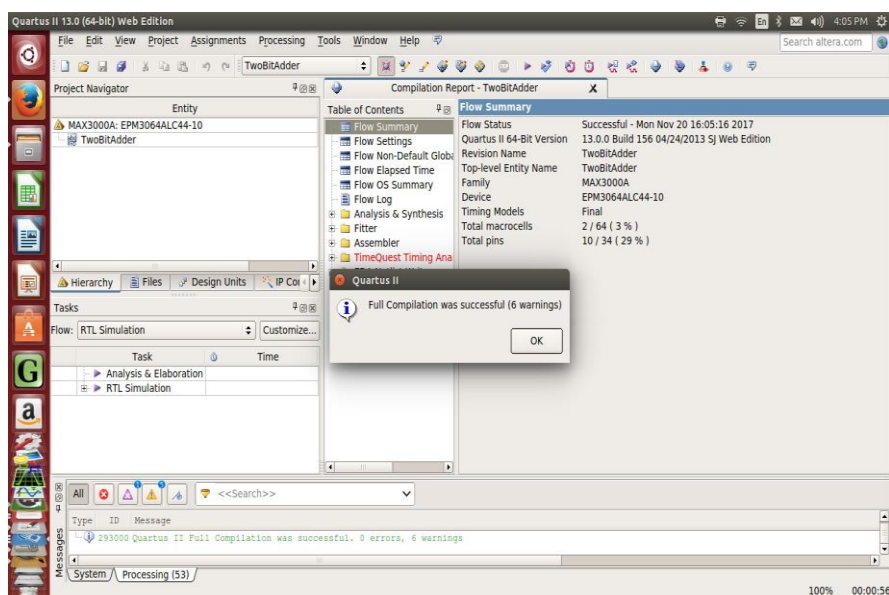 Quartus II 13.0 (64-bit) Web Edition
En
4:05 PM
File Edit View Project Assignments Processing Tools Window Help
Search altera.com
TwoBitAdder
Project Navigator
Entity
MAX3000A: EPM3064ALC44-10
TwoBitAdder
Hierarchy Files Design Units IP Co
Tasks
Flow: RTL Simulation Customize...
Task Time
Analysis & Elaboration
RTL Simulation
Compilation Report - TwoBitAdder X
Table of Contents
Flow Summary
Flow Settings
Flow Non-Default Globa
Flow Elapsed Time
Flow OS Summary
Flow Log
Analysis & Synthesis
Fitter
Assembler
TimeQuest Timing Ana
Flow Summary
Flow Status Successful - Mon Nov 20 16:05:16 2017
Quartus II 64-Bit Version 13.0.0 Build 156 04/24/2013 SJ Web Edition
Revision Name TwoBitAdder
Top-level Entity Name TwoBitAdder
Family MAX3000A
Device EPM3064ALC44-10
Timing Models Final
Total macrocells 2 / 64 ( 3 % )
Total pins 10 / 34 ( 29 % )
Quartus II
Full Compilation was successful (6 warnings)
OK
All <<Search>>
Type ID Message
293000 Quartus II Full Compilation was successful. 0 errors, 6 warnings
Messages
System Processing (53)
100% 00:00:56